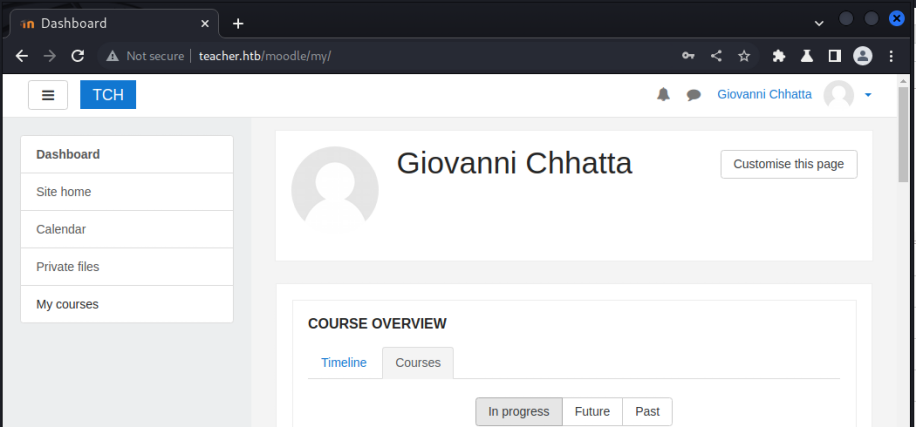 Dashboard
Not secure teacher.htb/moodle/my/
TCH
Giovanni Chhatta
Dashboard
Site home
Calendar
Private files
My courses
Giovanni Chhatta
Customise this page
COURSE OVERVIEW
Timeline Courses
In progress Future Past